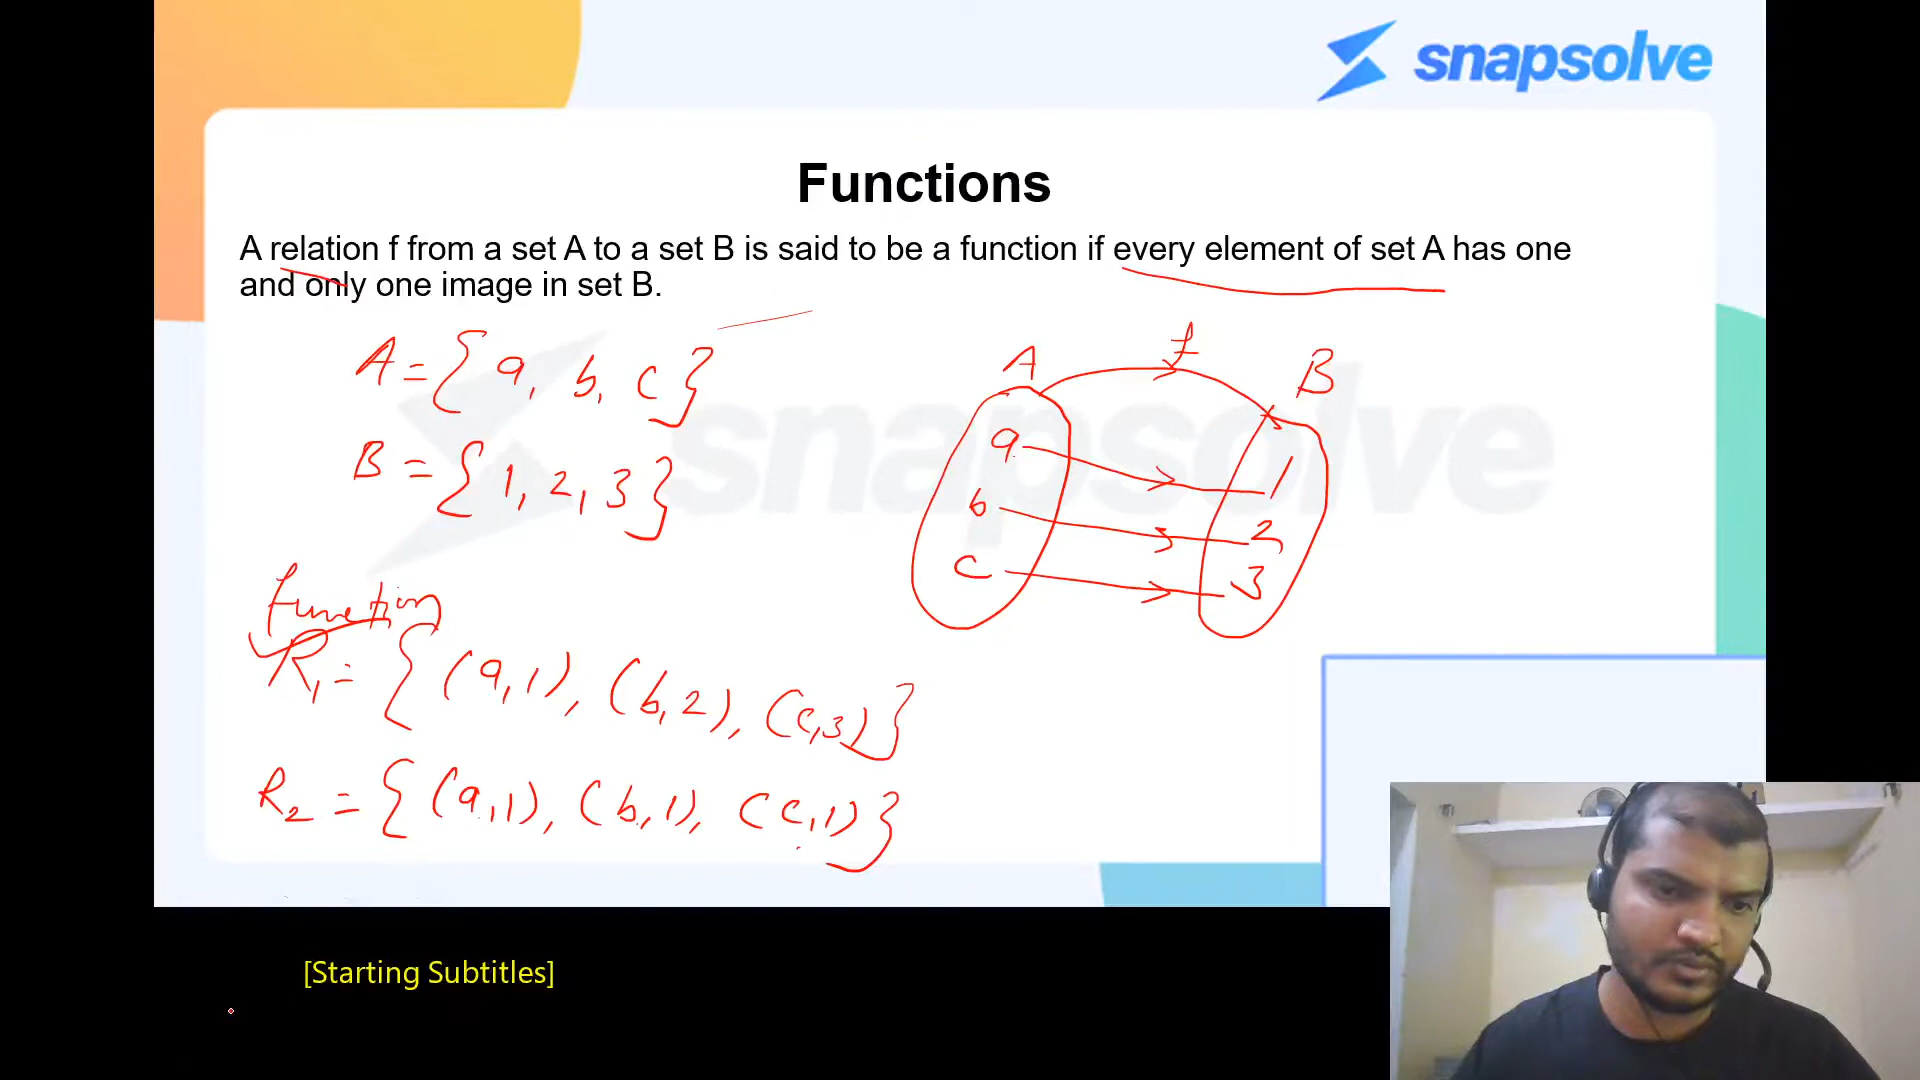 snapsolve
Functions
A relation f from a set A to a set B is said to be a function if every element of set A has one
and only one image in set B.
A = { a, b, c }
B = { 1, 2, 3 }
A f B
a 1
b 2
c 3
function
R₁ = { (a,1), (b,2), (c,3) }
R₂ = { (a,1), (b,1), (c,1) }
snapsolve
[Starting Subtitles]